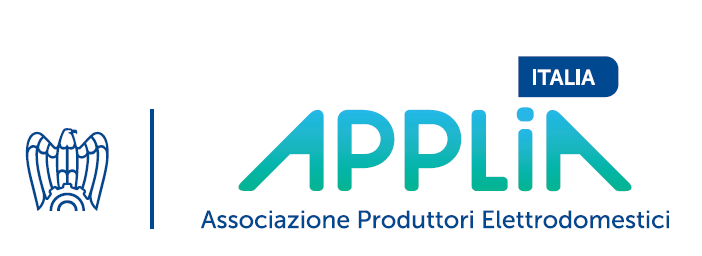 ITALIA
APPLiA
Associazione Produttori Elettrodomestici